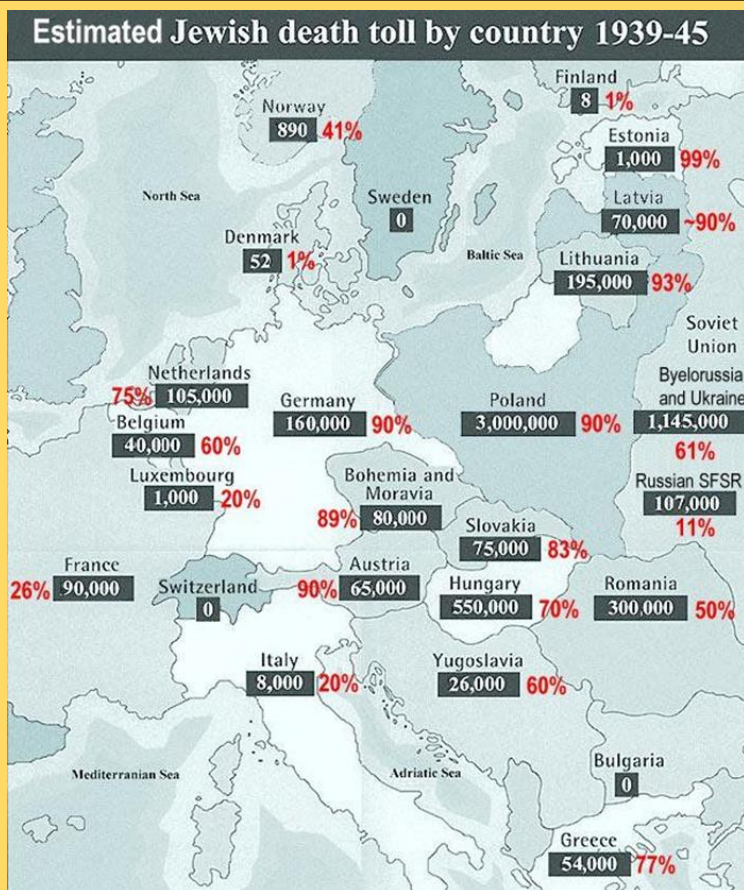 Estimated Jewish death toll by country 1939-45
Finland
8 1%
Norway
890 41%
Estonia
1,000 99%
North Sea
Sweden
0
Latvia
70,000 ~90%
Denmark
52 1%
Baltic Sea
Lithuania
195,000 93%
Soviet
Union
Netherlands
75% 105,000
Byelorussia
and Ukraine
1,145,000
61%
Germany
160,000 90%
Poland
3,000,000 90%
Belgium
40,000 60%
Luxembourg
1,000 20%
Bohemia and
Moravia
89% 80,000
Russian SFSR
107,000
11%
Slovakia
75,000 83%
France
26% 90,000
Switzerland
0
Austria
90% 65,000
Hungary
550,000 70%
Romania
300,000 50%
Italy
8,000 20%
Yugoslavia
26,000 60%
Mediterranean Sea
Adriatic Sea
Bulgaria
0
Greece
54,000 77%